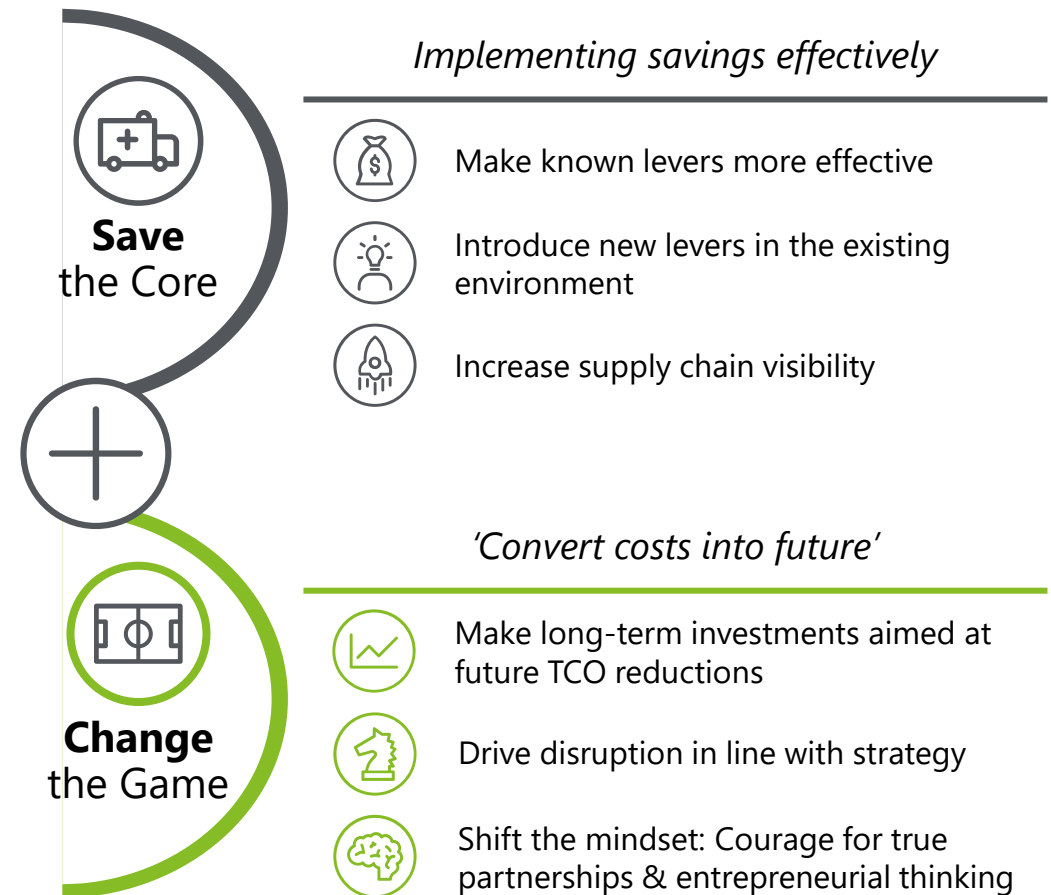 Implementing savings effectively
Save
the Core
$
Make known levers more effective
Introduce new levers in the existing
environment
Increase supply chain visibility
'Convert costs into future'
Change
the Game
Make long-term investments aimed at
future TCO reductions
Drive disruption in line with strategy
Shift the mindset: Courage for true
partnerships & entrepreneurial thinking